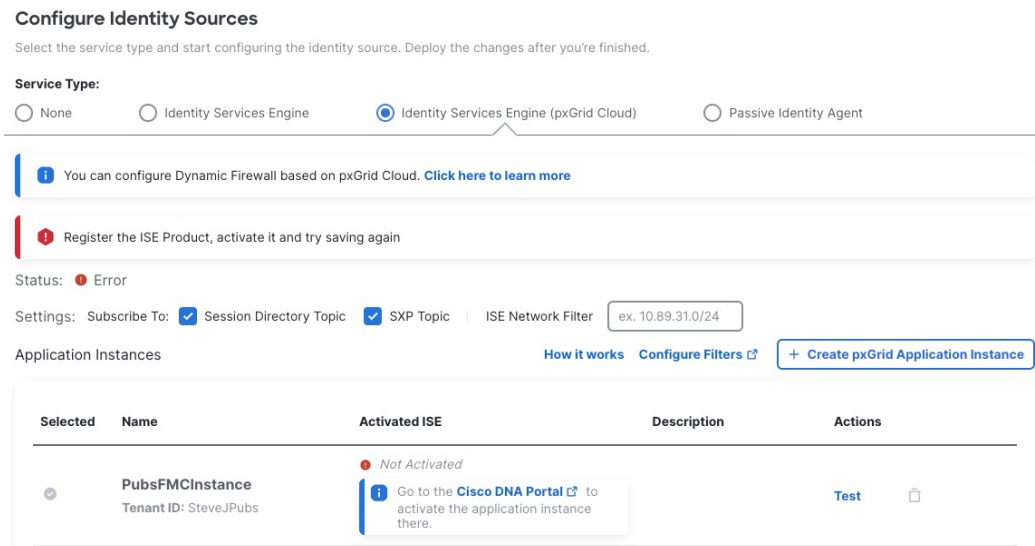 Configure Identity Sources
Select the service type and start configuring the identity source. Deploy the changes after you're finished.
Service Type:
None Identity Services Engine Identity Services Engine (pxGrid Cloud) Passive Identity Agent
You can configure Dynamic Firewall based on pxGrid Cloud. Click here to learn more
Register the ISE Product, activate it and try saving again
Status: Error
Settings: Subscribe To: Session Directory Topic SXP Topic ISE Network Filter ex. 10.89.31.0/24
Application Instances How it works Configure Filters + Create pxGrid Application Instance
Selected Name Activated ISE Description Actions
Not Activated
PubsFMCInstance
Tenant ID: SteveJPubs
Go to the Cisco DNA Portal to
activate the application instance
there.
Test